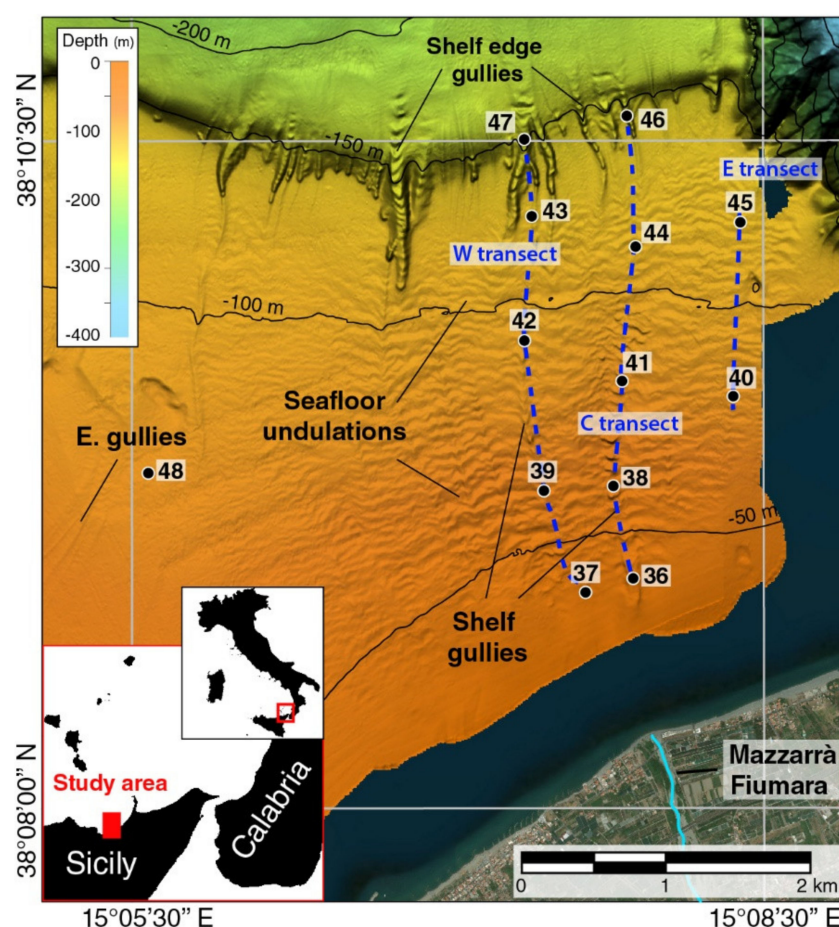 Depth (m)
0
-100
-200
-300
-400
-200 m
Shelf edge
gullies
38°10'30" N
-150 m
47
46
E transect
43
45
44
W transect
-100 m
42
41
40
Seafloor
undulations
C transect
E. gullies
48
39
38
-50 m
37
36
Shelf
gullies
Study area
Calabria
Sicily
38°08'00" N
Mazzarrà
Fiumara
0
1
2 km
15°05'30" E
15°08'30" E